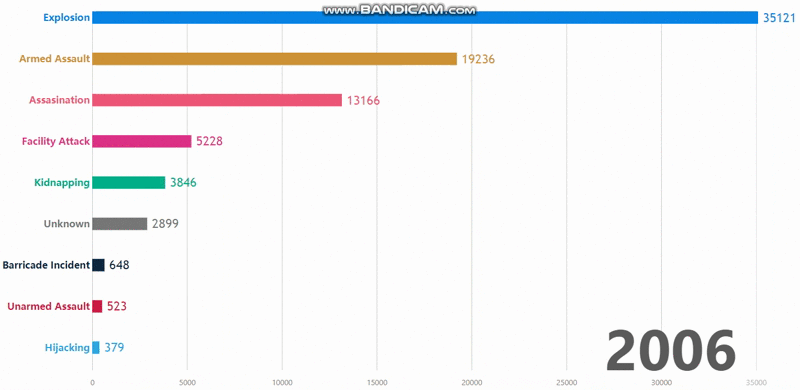 www.BANDICAM.com
Explosion 35121
Armed Assault 19236
Assasination 13166
Facility Attack 5228
Kidnapping 3846
Unknown 2899
Barricade Incident 648
Unarmed Assault 523
Hijacking 379
2006
0 5000 10000 15000 20000 25000 30000 35000